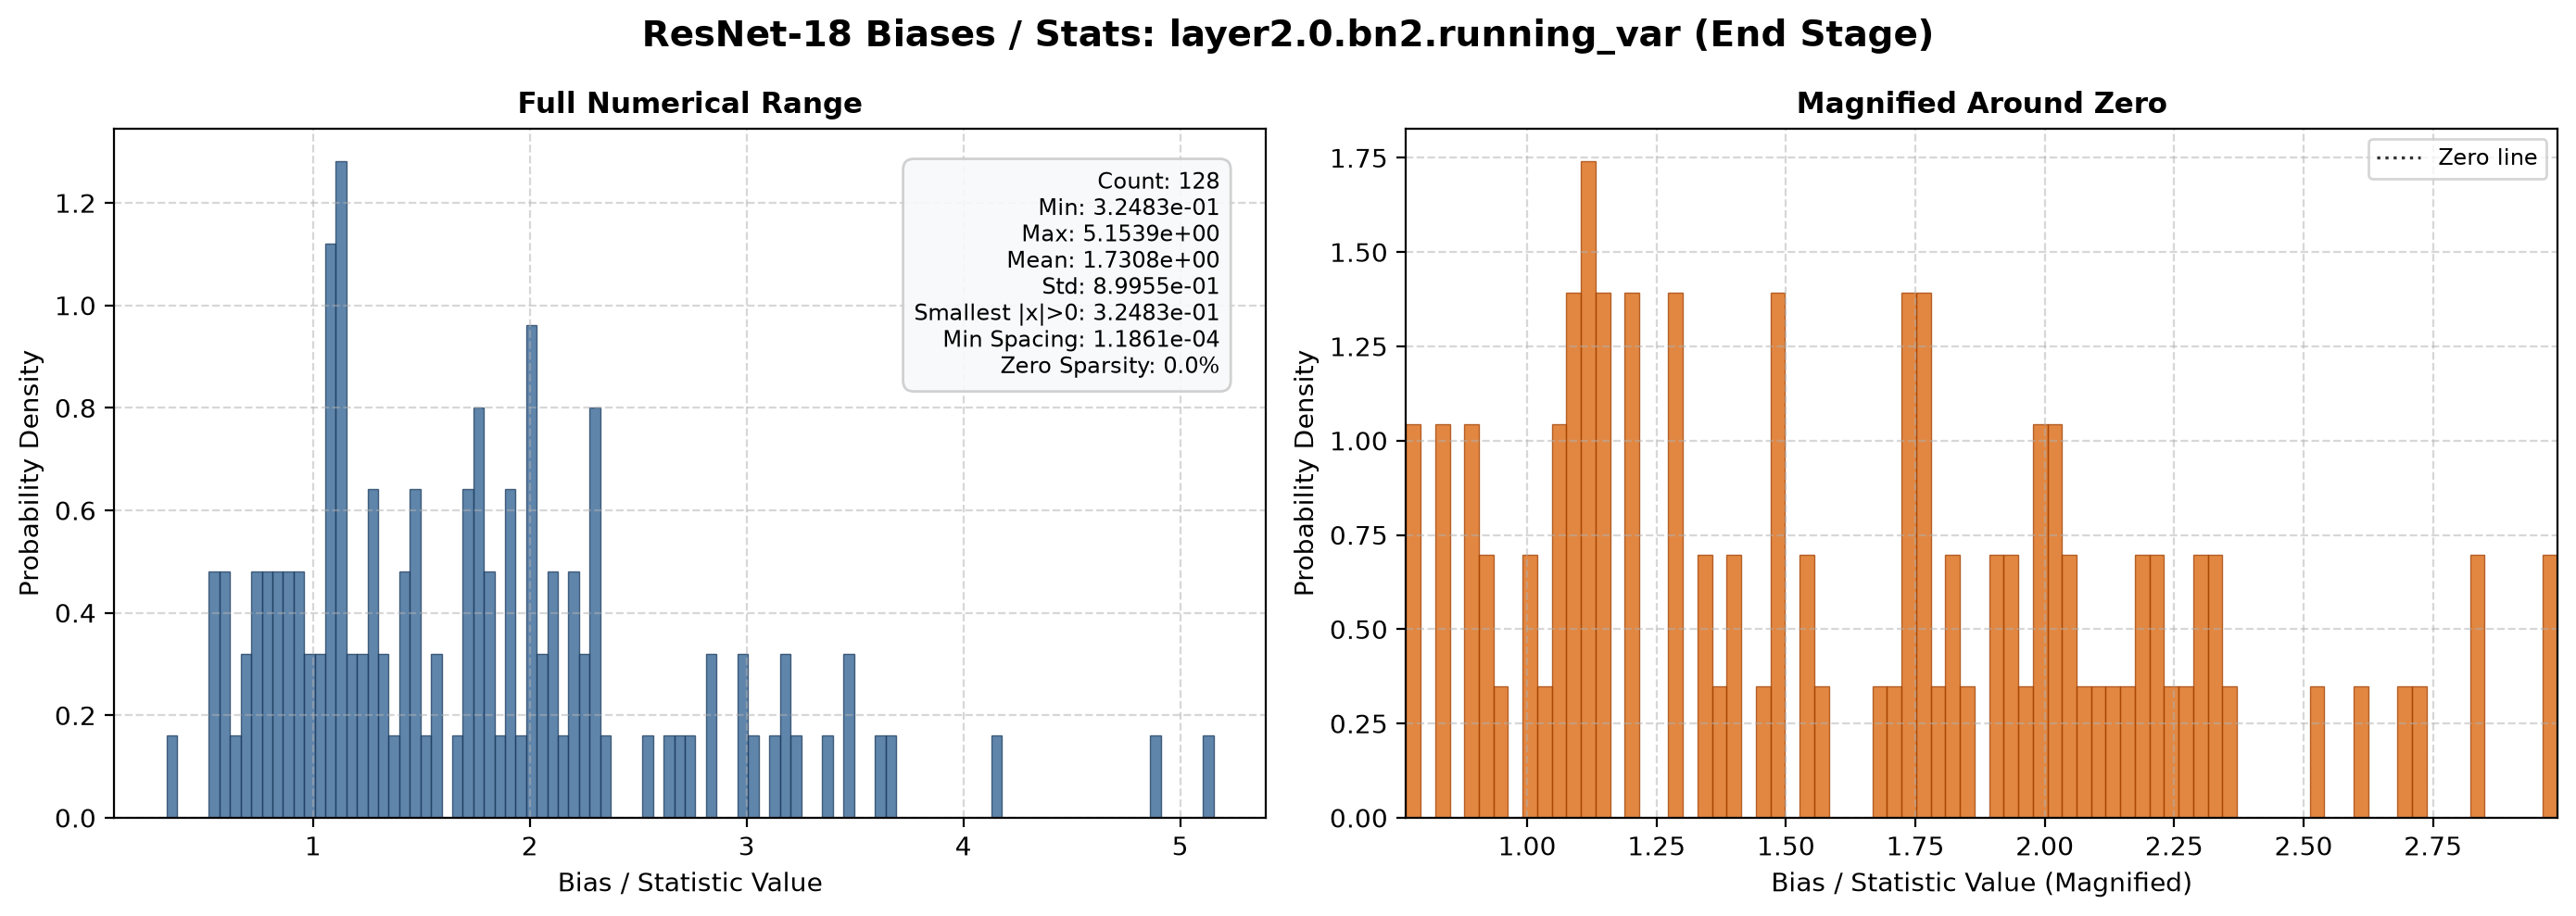 ResNet-18 Biases / Stats: layer2.0.bn2.running_var (End Stage)
Full Numerical Range
Probability Density
1.2
1.0
0.8
0.6
0.4
0.2
0.0
Count: 128
Min: 3.2483e-01
Max: 5.1539e+00
Mean: 1.7308e+00
Std: 8.9955e-01
Smallest |x|>0: 3.2483e-01
Min Spacing: 1.1861e-04
Zero Sparsity: 0.0%
1 2 3 4 5
Bias / Statistic Value
Magnified Around Zero
Probability Density
1.75
1.50
1.25
1.00
0.75
0.50
0.25
0.00
Zero line
1.00 1.25 1.50 1.75 2.00 2.25 2.50 2.75
Bias / Statistic Value (Magnified)